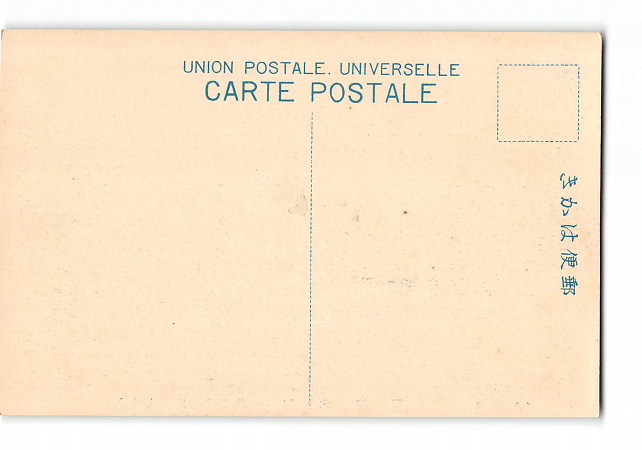 UNION POSTALE. UNIVERSELLE
CARTE POSTALE
郵便はかき